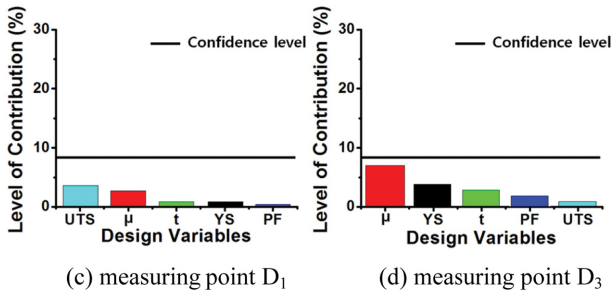 Level of Contribution (%)
30
20
10
0
Confidence level
UTS μ t YS PF
Design Variables
(c) measuring point D1
Level of Contribution (%)
30
20
10
0
Confidence level
μ YS t PF UTS
Design Variables
(d) measuring point D3